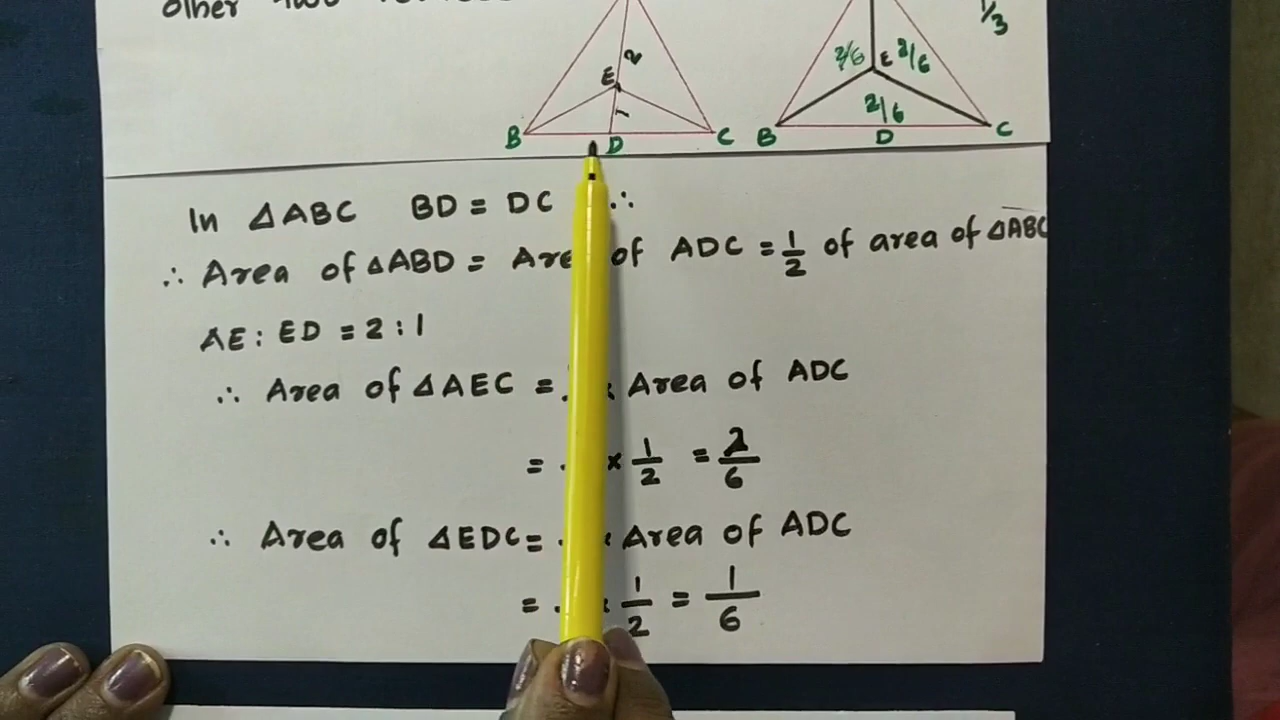 other two
1/3
E 2
1
B D C
2/6 E 2/6
2/6
B D C
In ΔABC BD = DC ∴
∴ Area of ΔABD = of ADC = 1/2 of area of ΔABC
AE : ED = 2 : 1
∴ Area of ΔAEC = Area of ADC
= × 1/2 = 2/6
∴ Area of ΔEDC = Area of ADC
= 1/2 = 1/6